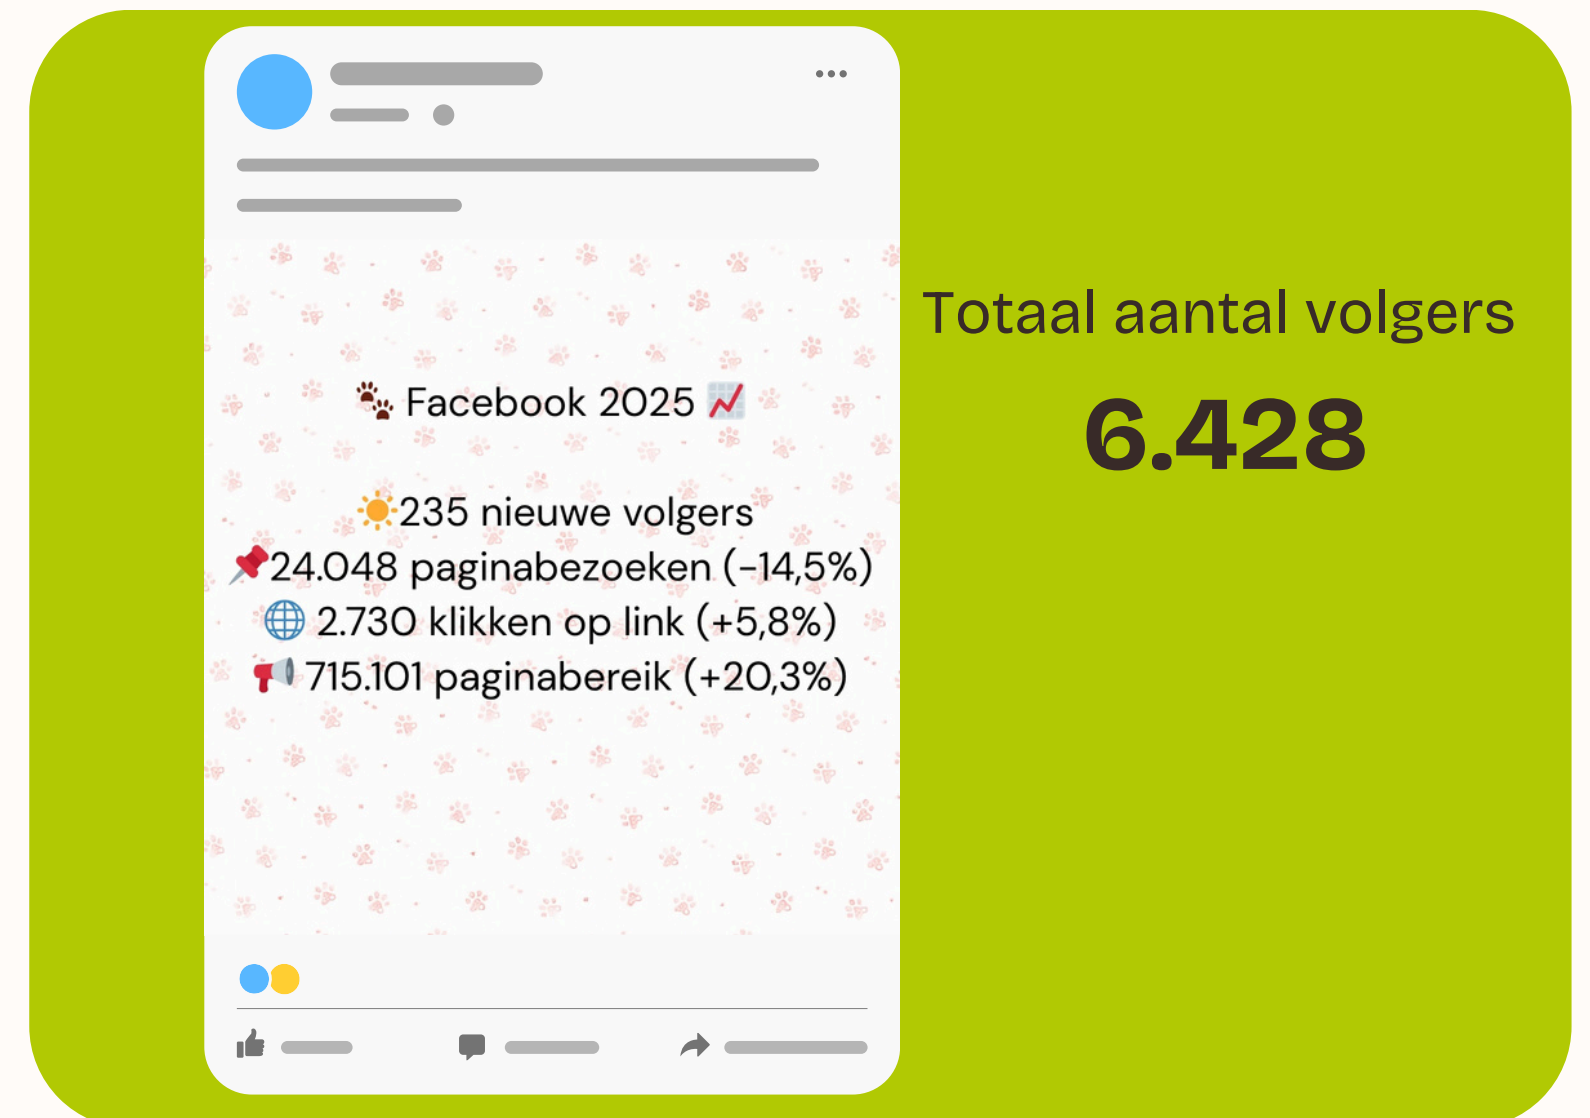 🐾 Facebook 2025 📈
☀️235 nieuwe volgers
📌24.048 paginabezoeken (-14,5%)
🌐 2.730 klikken op link (+5,8%)
📢 715.101 paginabereik (+20,3%)
Totaal aantal volgers
6.428